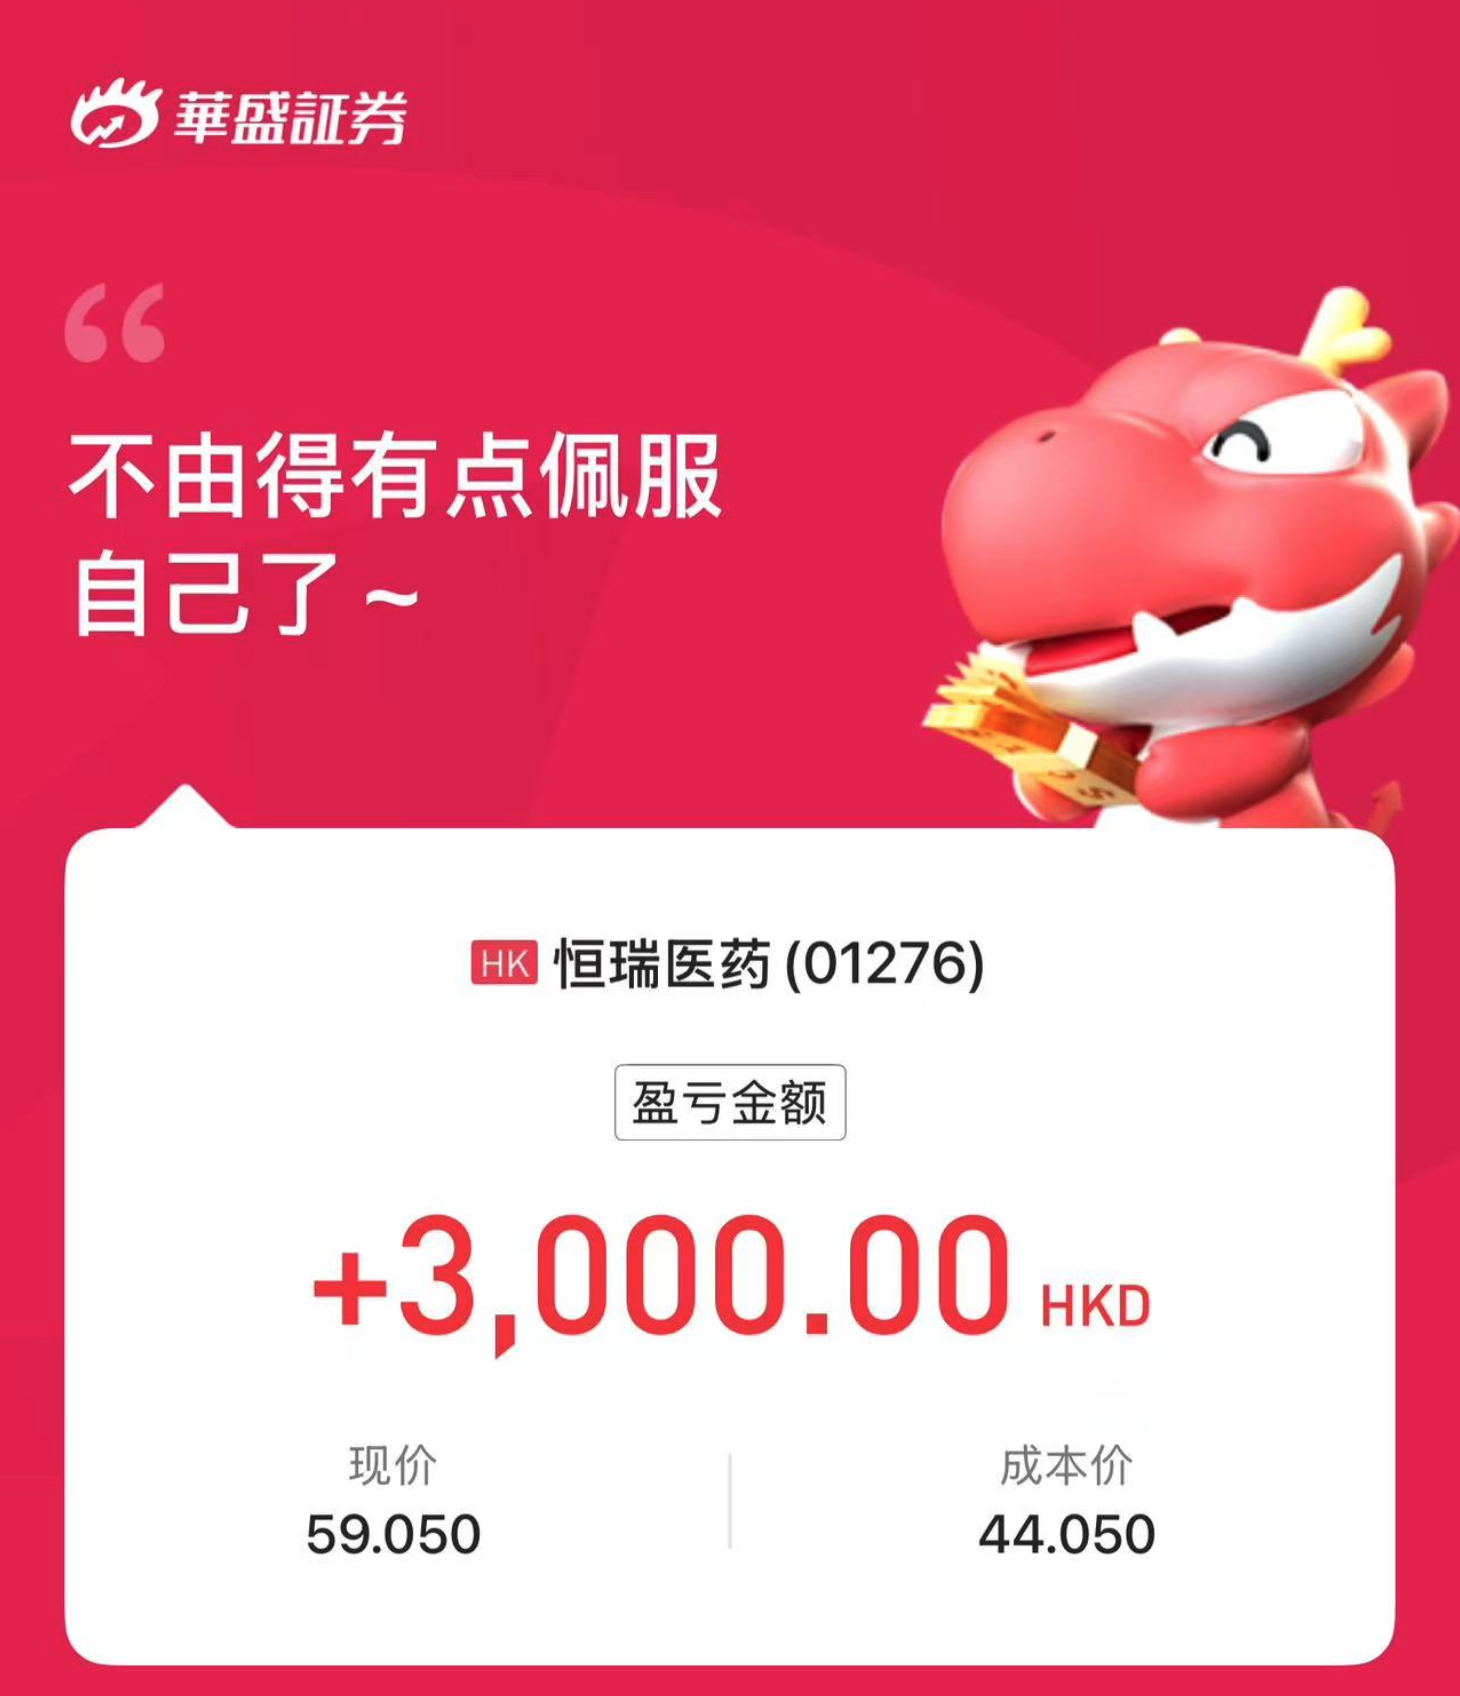 華盛証券
“
不由得有点佩服
自己了~
HK 恒瑞医药(01276)
盈亏金额
+3,000.00 HKD
现价
59.050
成本价
44.050